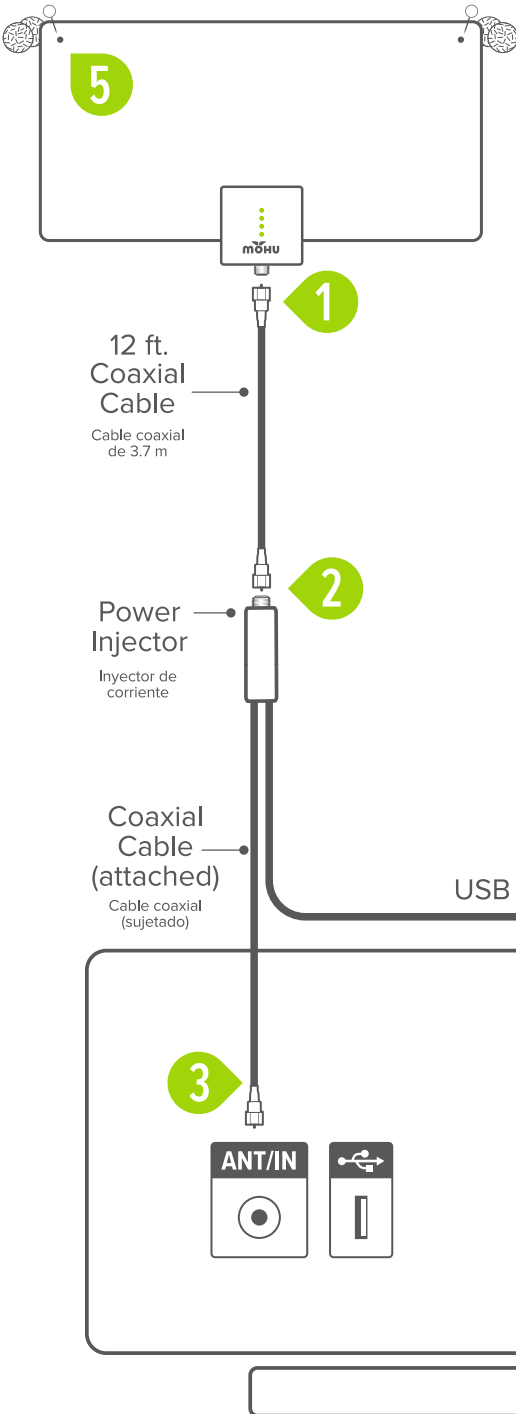 5
mohu
1
12 ft.
Coaxial
Cable
Cable coaxial
de 3.7 m
2
Power
Injector
Inyector de
corriente
Coaxial
Cable
(attached)
Cable coaxial
(sujetado)
USB
3
ANT/IN